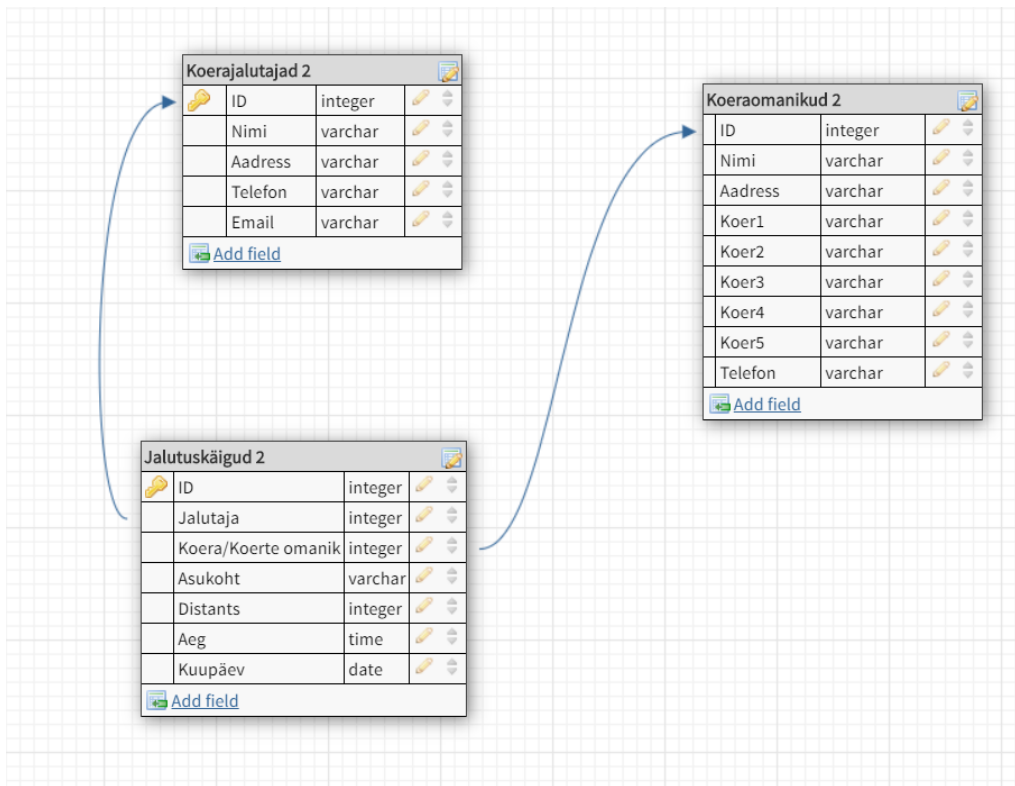 Koerajalutajad 2
ID integer
Nimi varchar
Aadress varchar
Telefon varchar
Email varchar
Add field
Koeraomanikud 2
ID integer
Nimi varchar
Aadress varchar
Koer1 varchar
Koer2 varchar
Koer3 varchar
Koer4 varchar
Koer5 varchar
Telefon varchar
Add field
Jalutuskäigud 2
ID integer
Jalutaja integer
Koera/Koerte omanik integer
Asukoht varchar
Distants integer
Aeg time
Kuupäev date
Add field